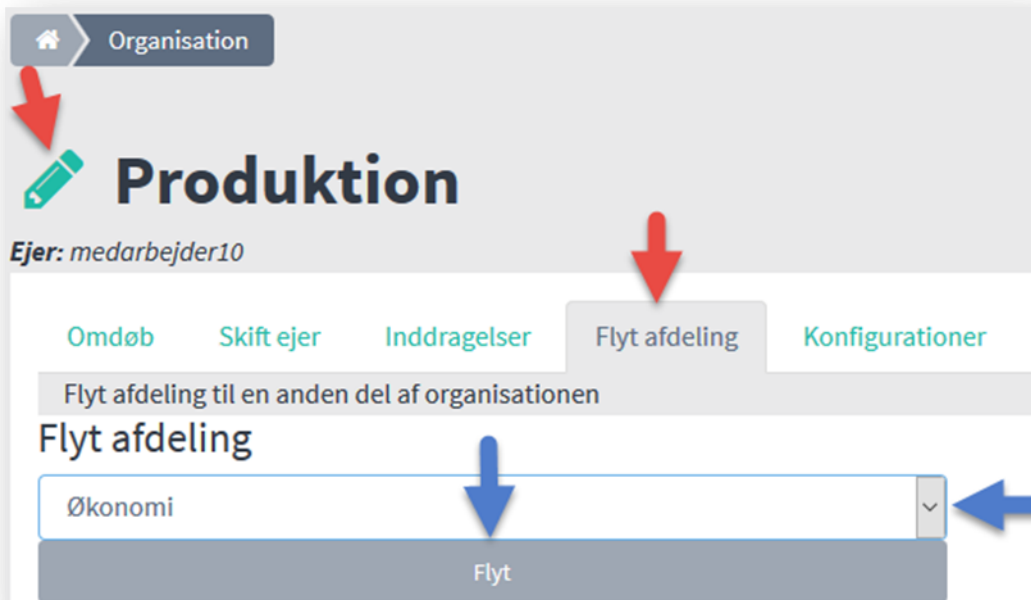 Organisation
Produktion
Ejer: medarbejder10
Omdøb Skift ejer Inddragelser Flyt afdeling Konfigurationer
Flyt afdeling til en anden del af organisationen
Flyt afdeling
Økonomi
Flyt